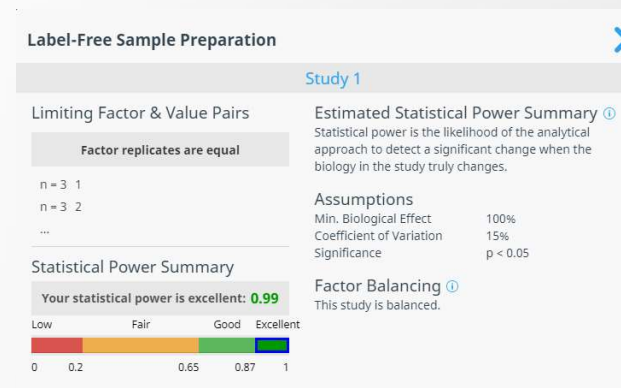 Label-Free Sample Preparation
Study 1
Limiting Factor & Value Pairs
Factor replicates are equal
n = 3 1
n = 3 2
...
Statistical Power Summary
Your statistical power is excellent: 0.99
Low Fair Good Excellent
0 0.2 0.65 0.87 1
Estimated Statistical Power Summary
Statistical power is the likelihood of the analytical
approach to detect a significant change when the
biology in the study truly changes.
Assumptions
Min. Biological Effect 100%
Coefficient of Variation 15%
Significance p < 0.05
Factor Balancing
This study is balanced.